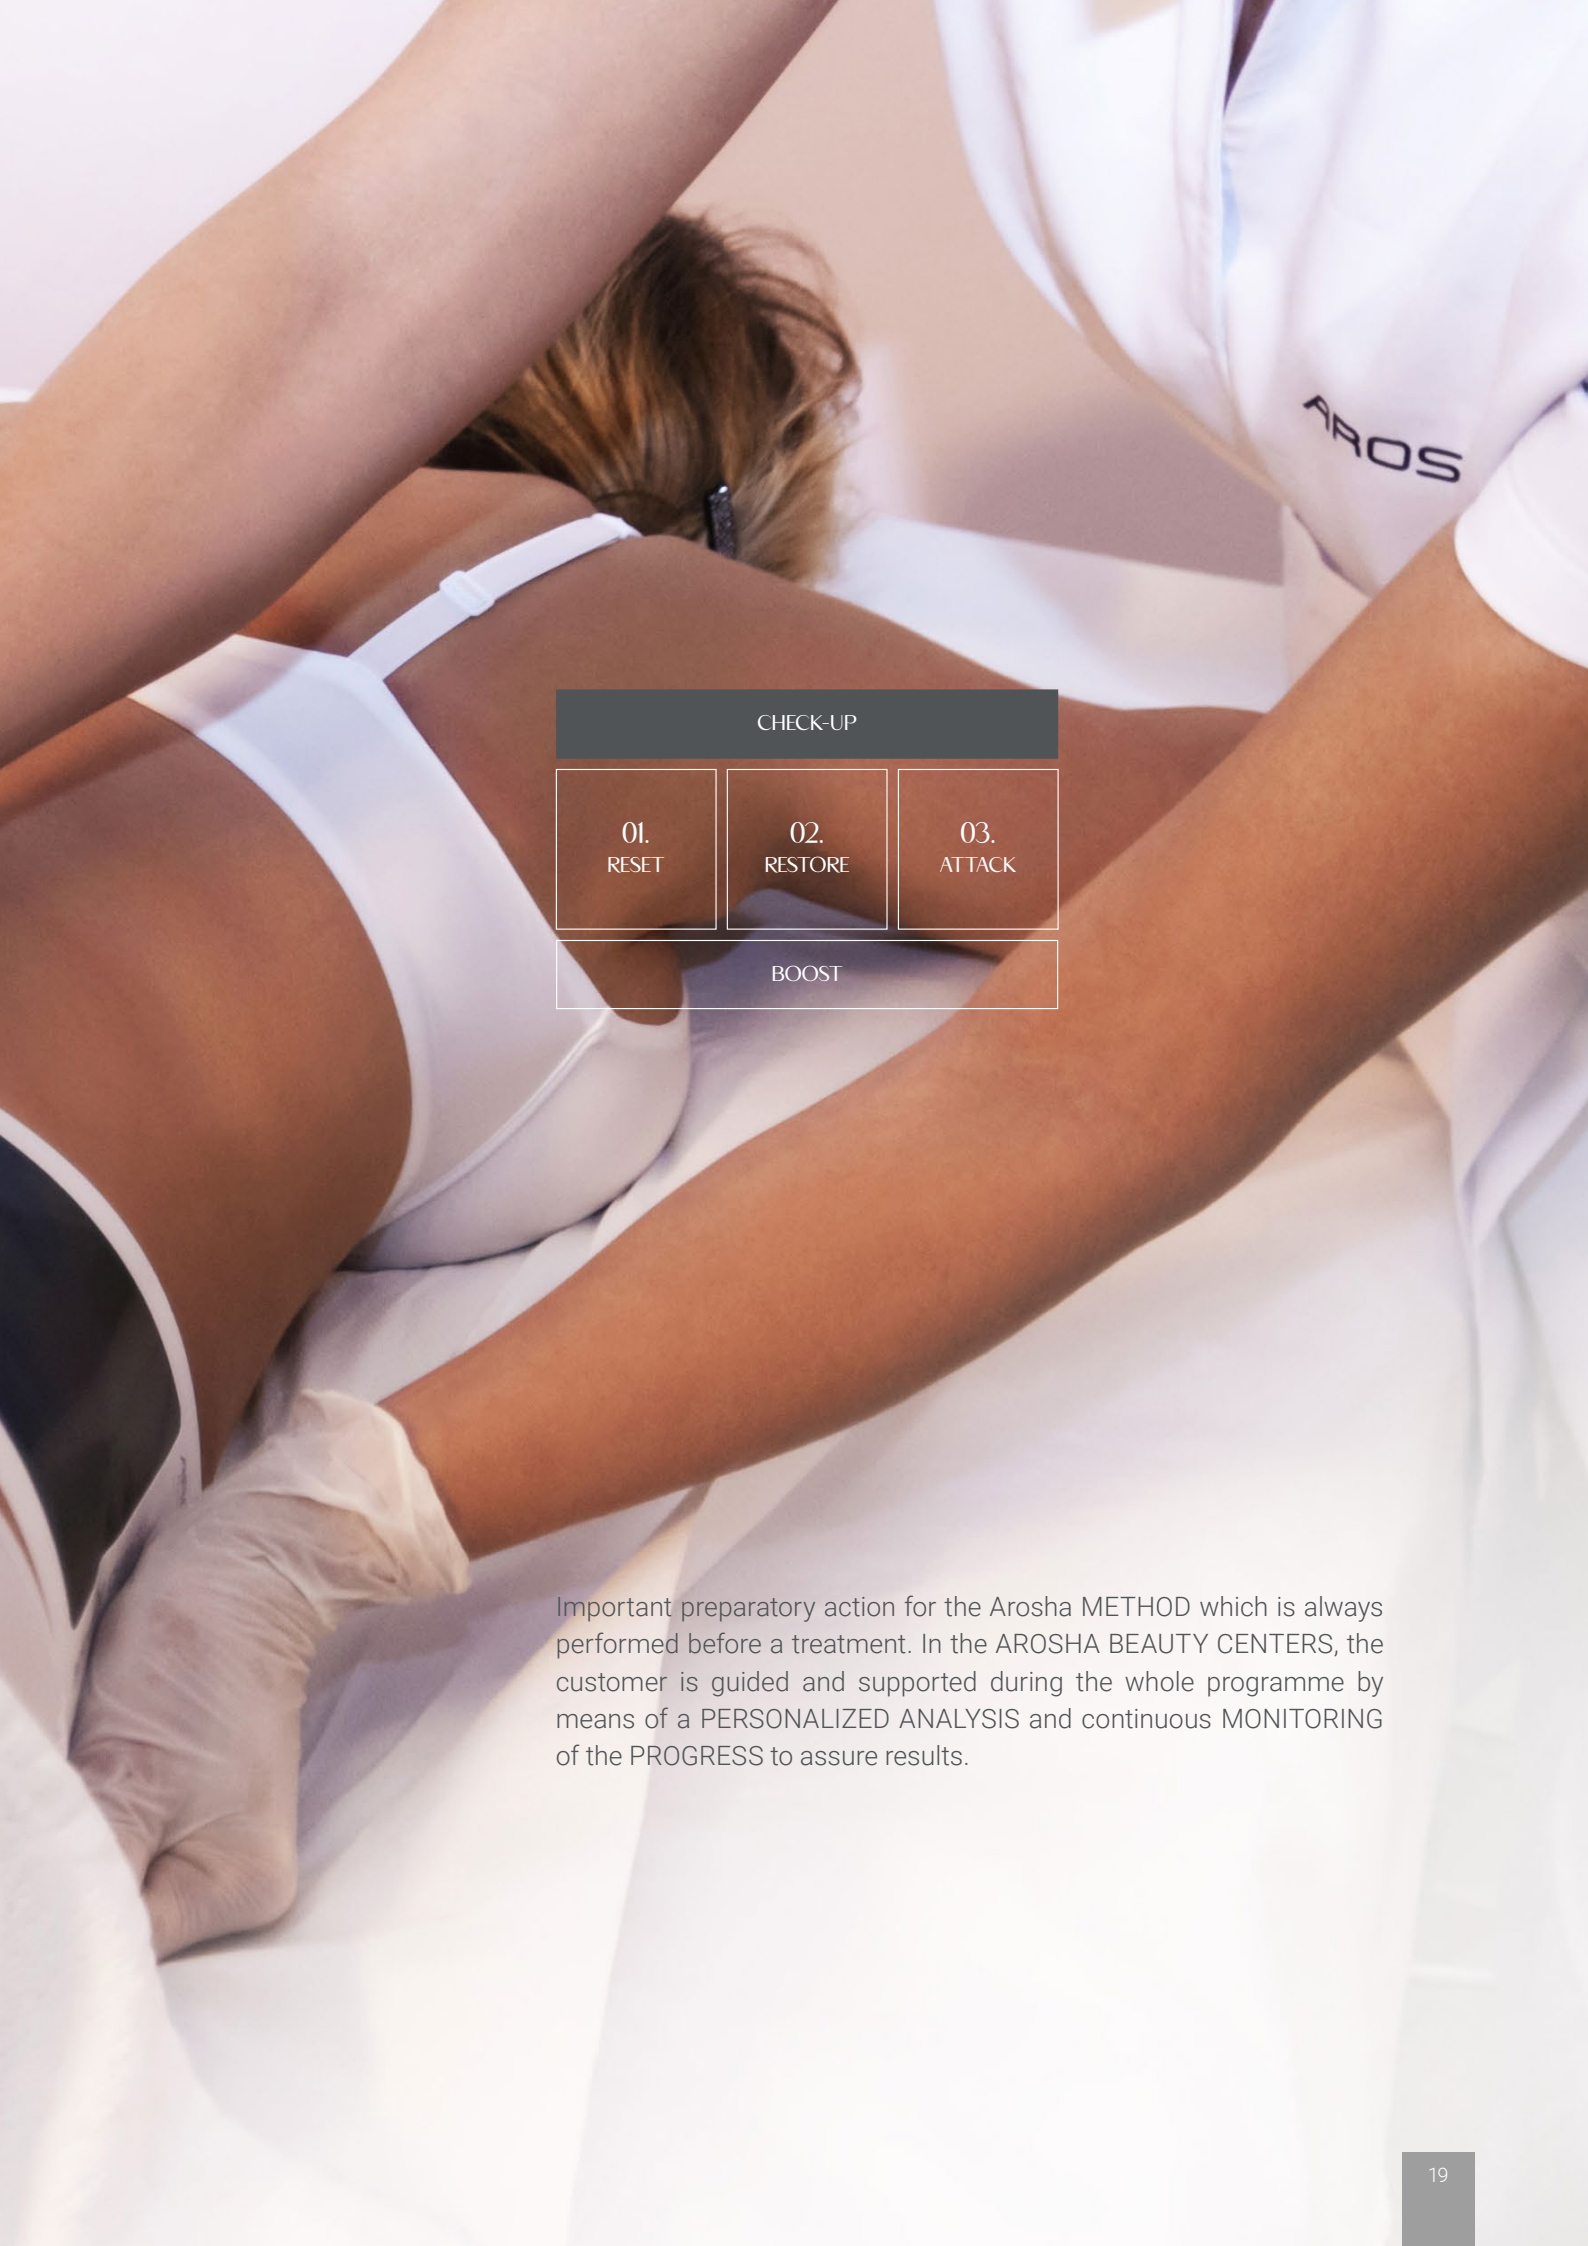 AROS
CHECK-UP
01.
RESET
02.
RESTORE
03.
ATTACK
BOOST
Important preparatory action for the Arosha METHOD which is always
performed before a treatment. In the AROSHA BEAUTY CENTERS, the
customer is guided and supported during the whole programme by
means of a PERSONALIZED ANALYSIS and continuous MONITORING
of the PROGRESS to assure results.
19